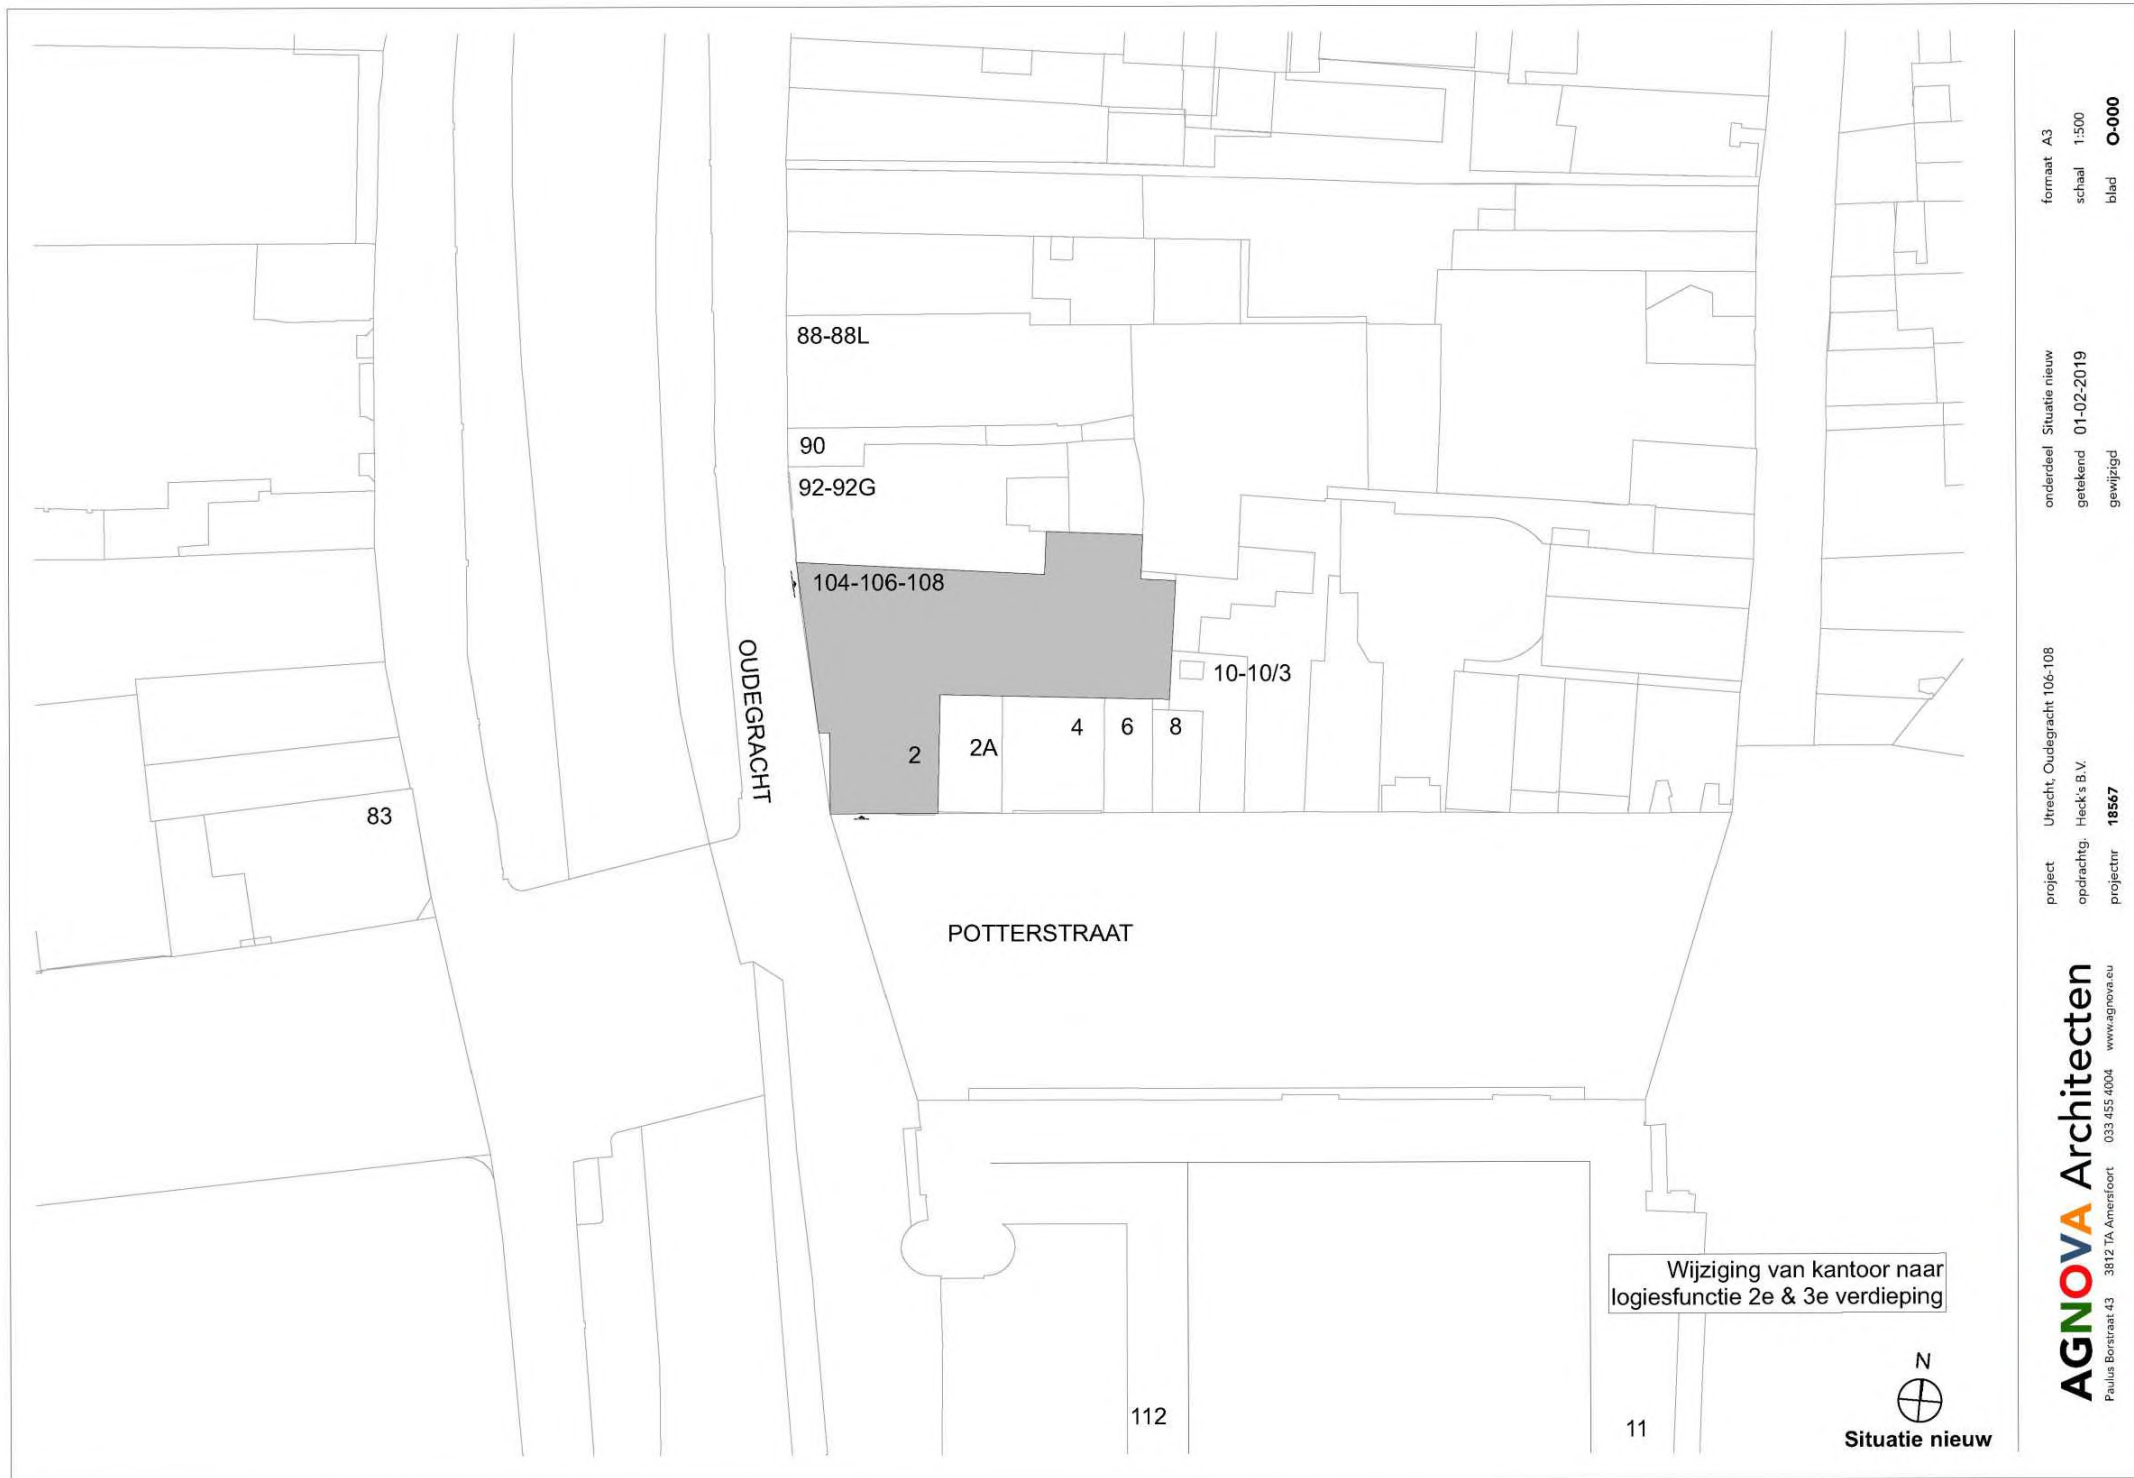 88-88L
90
92-92G
104-106-108
OUDEGRACHT
10-10/3
2
2A
4
6
8
83
POTTERSTRAAT
112
11
Wijziging van kantoor naar
logiesfunctie 2e & 3e verdieping
N
Situatie nieuw
AGNOVA Architecten
Paulus Borstraat 43 3812 TA Amersfoort 033 455 4004 www.agnova.eu
project Utrecht, Oudegracht 106-108
opdrachtg. Heck's B.V.
projectnr 18567
onderdeel Situatie nieuw
getekend 01-02-2019
gewijzigd
formaat A3
schaal 1:500
blad O-000